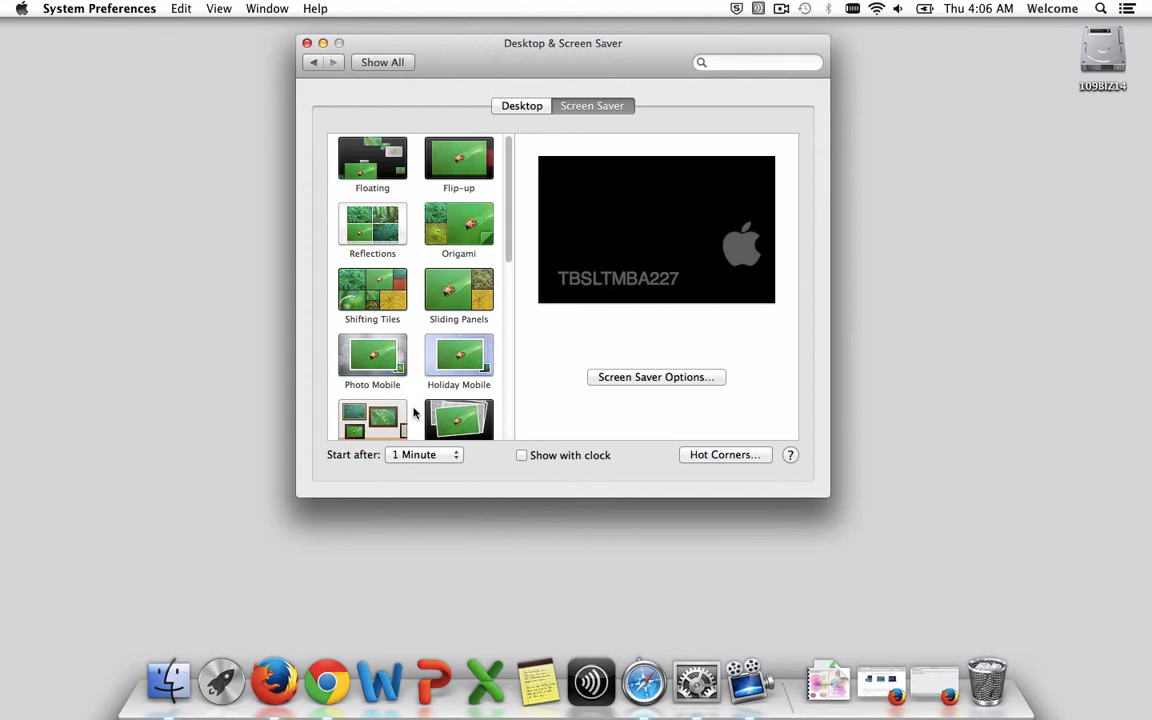 System Preferences Edit View Window Help Thu 4:06 AM Welcome
Desktop & Screen Saver
Show All
109BIZ14
Desktop Screen Saver
Floating Flip-up
Reflections Origami
Shifting Tiles Sliding Panels
Photo Mobile Holiday Mobile
TBSLTMBA227
Screen Saver Options...
Start after: 1 Minute Show with clock Hot Corners... ?